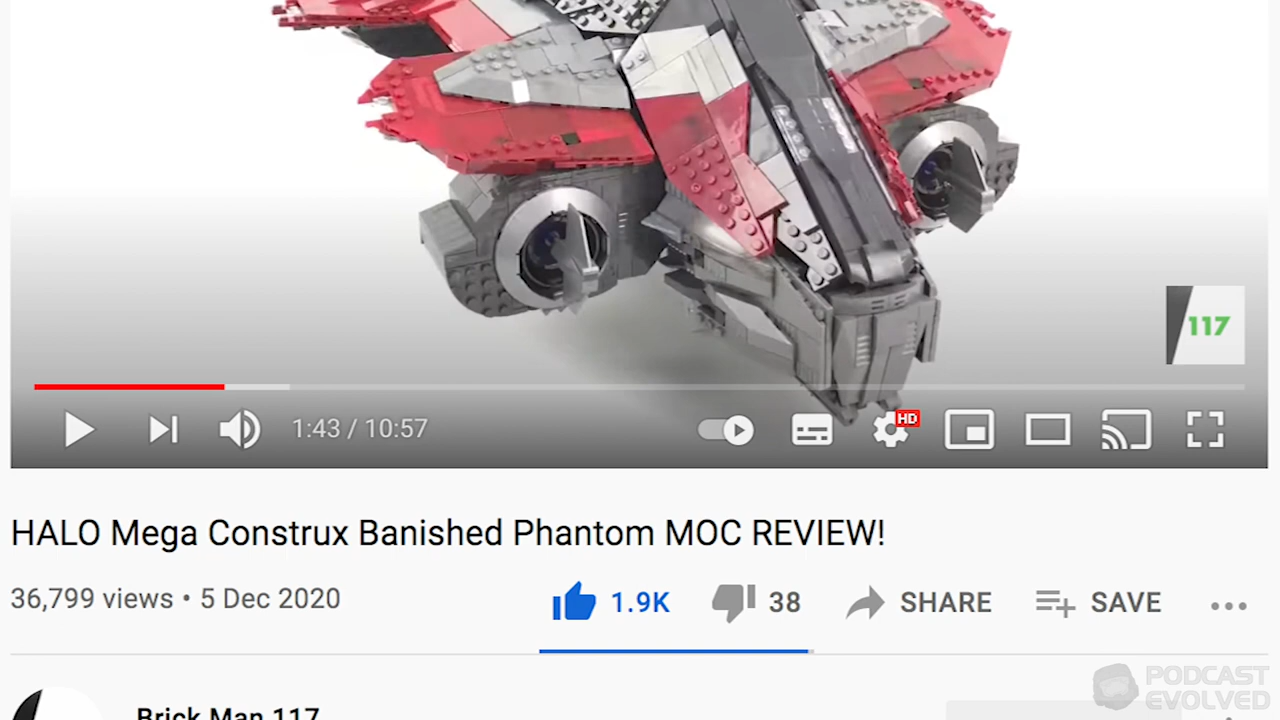 117
1:43 / 10:57
HD
HALO Mega Construx Banished Phantom MOC REVIEW!
36,799 views • 5 Dec 2020
1.9K
38
SHARE
SAVE
Brick Man 117
PODCAST
EVOLVED